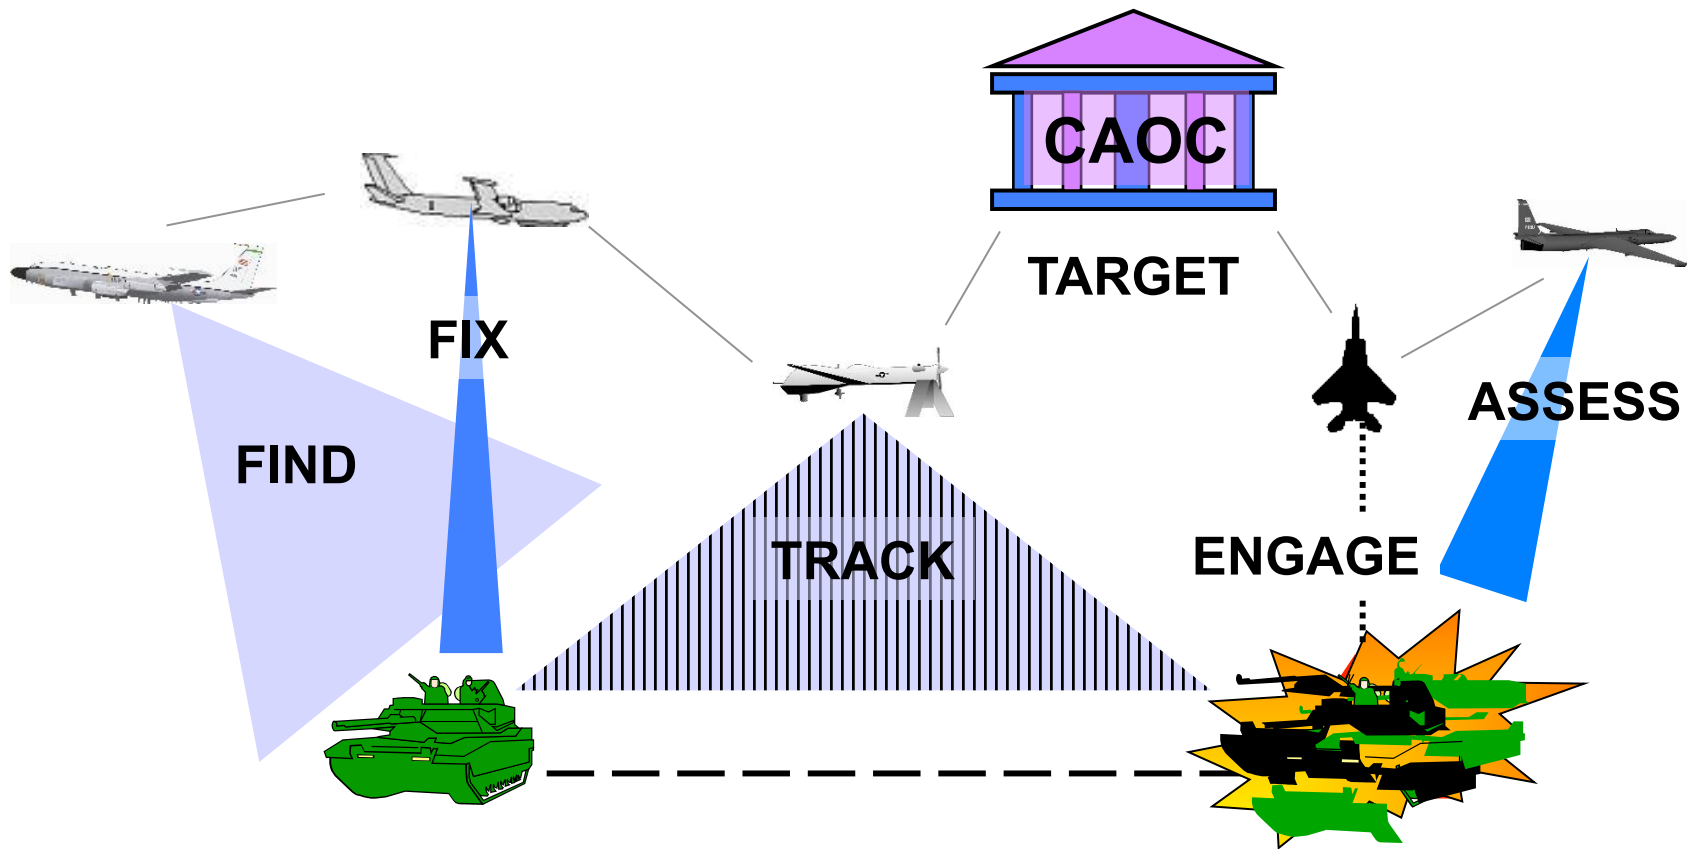 CAOC
TARGET
FIX
ASSESS
FIND
TRACK
ENGAGE